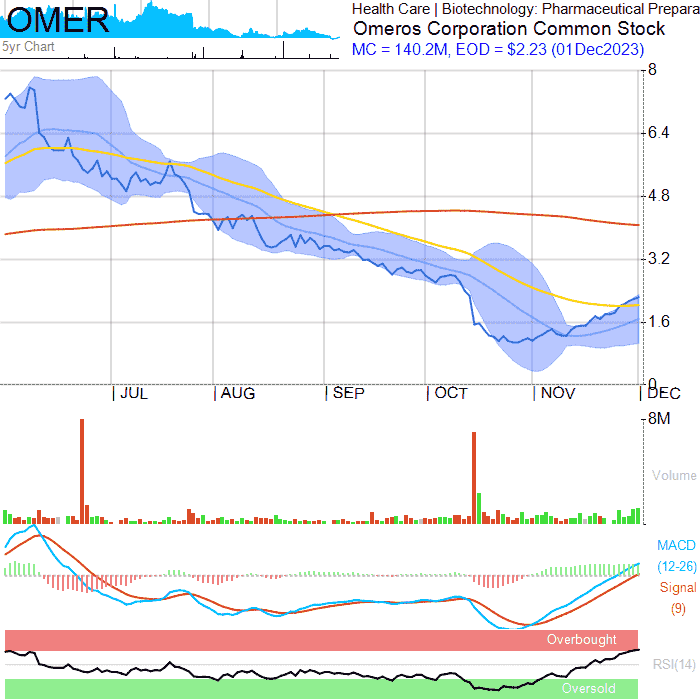 OMER
5yr Chart
Health Care | Biotechnology: Pharmaceutical Prepara
Omeros Corporation Common Stock
MC = 140.2M, EOD = $2.23 (01Dec2023)
8
6.4
4.8
3.2
1.6
0
JUL
AUG
SEP
OCT
NOV
DEC
8M
Volume
MACD
(12-26)
Signal
(9)
Overbought
RSI(14)
Oversold